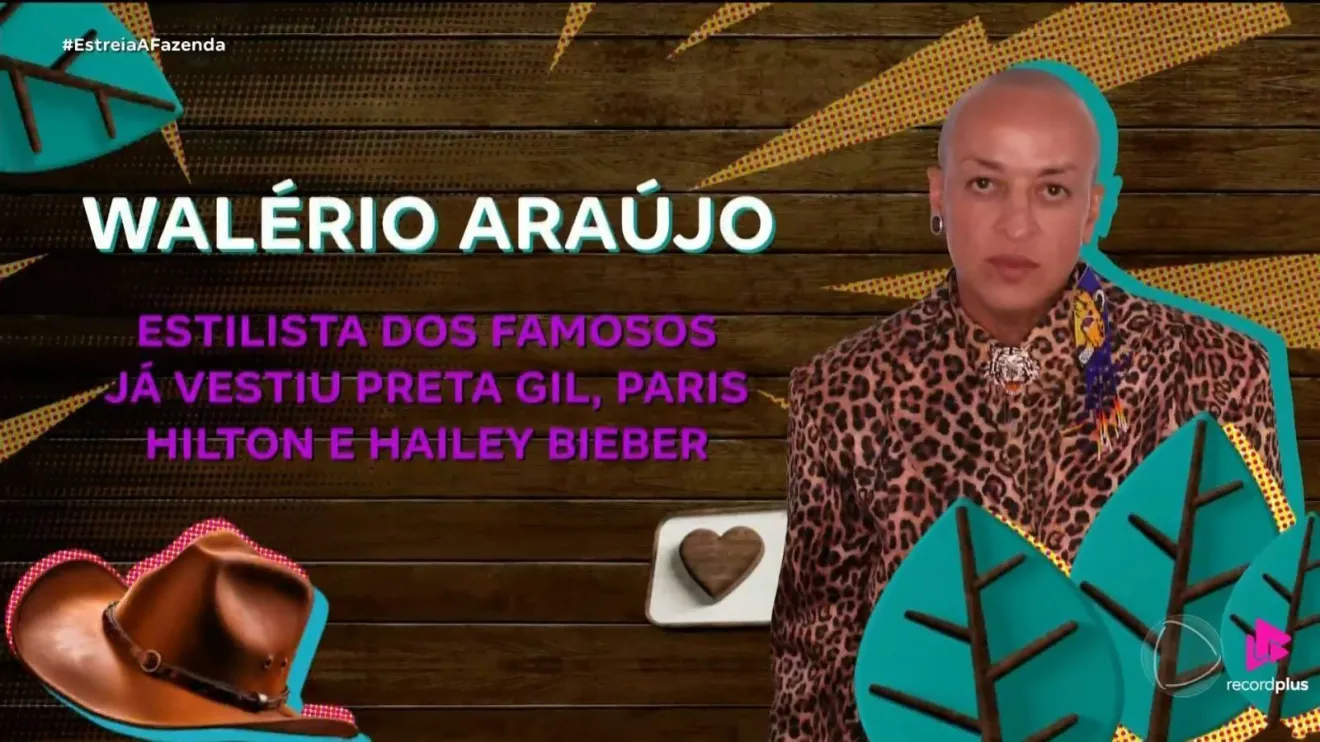 #EstreiaAFazenda
WALÉRIO ARAÚJO
ESTILISTA DOS FAMOSOS
JÁ VESTIU PRETA GIL, PARIS
HILTON E HAILEY BIEBER
recordplus